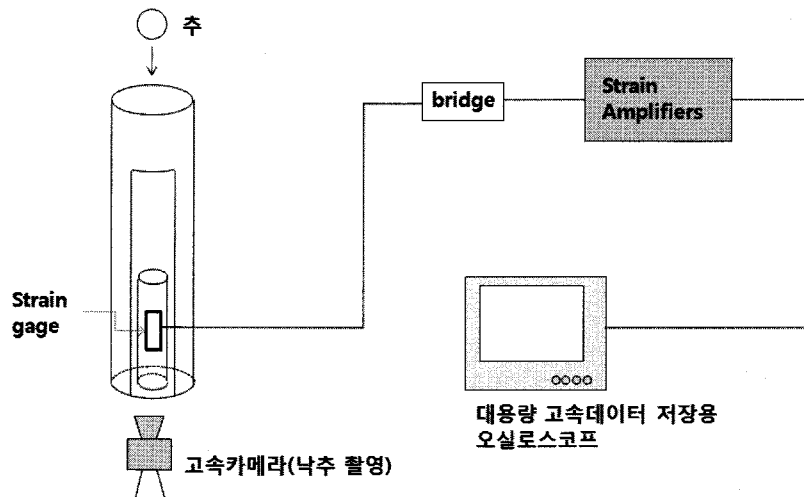 추
bridge
Strain
Amplifiers
Strain
gage
대용량 고속데이터 저장용
오실로스코프
고속카메라(낙추 촬영)